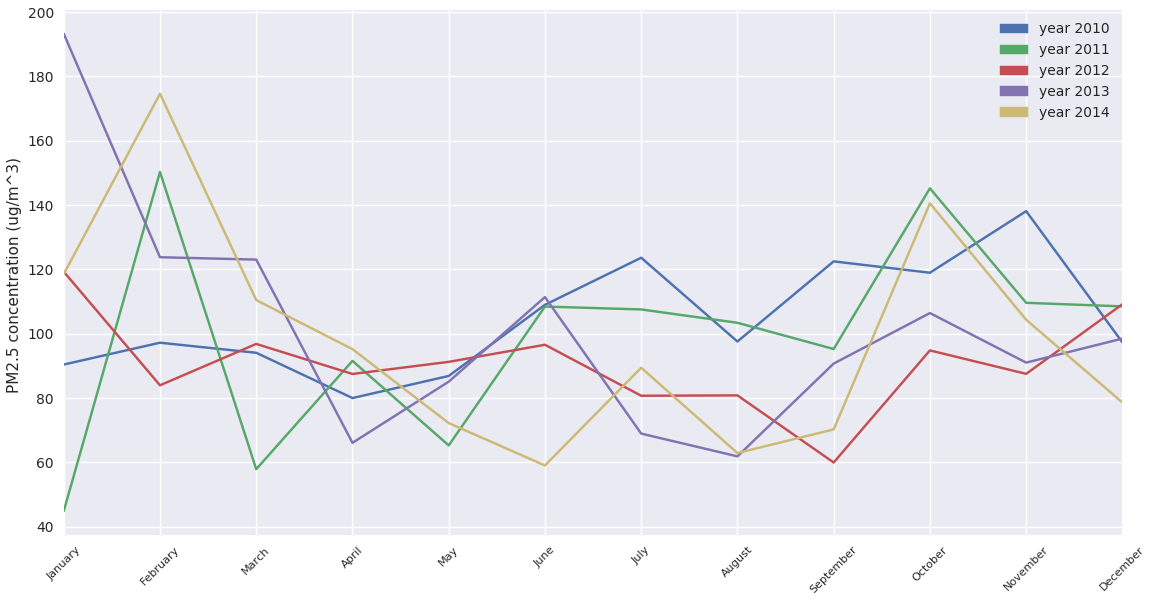 200
180
160
140
120
100
80
60
40
PM2.5 concentration (ug/m^3)
year 2010
year 2011
year 2012
year 2013
year 2014
January
February
March
April
May
June
July
August
September
October
November
December